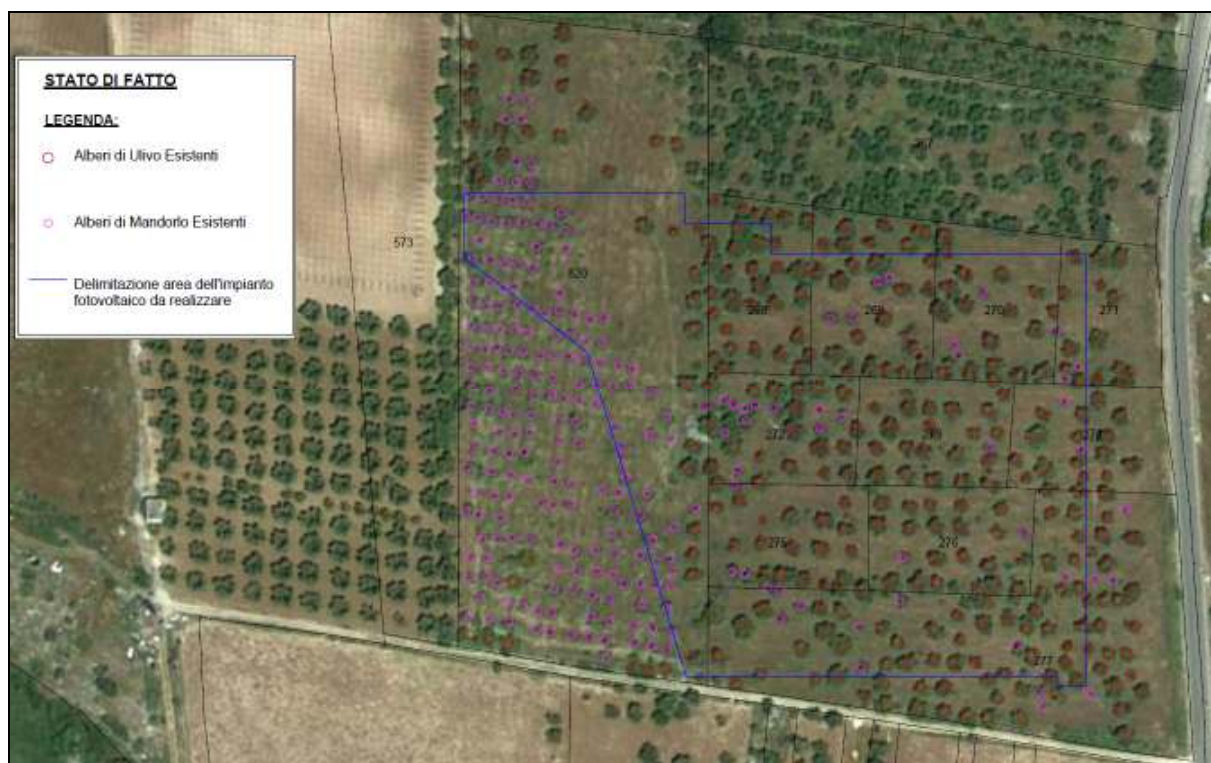 STATO DI FATTO
LEGENDA:
Alberi di Ulivo Esistenti
Alberi di Mandorlo Esistenti
Delimitazione area dell'impianto
fotovoltaico da realizzare
573
620
268
269
270
271
272
275
276
277